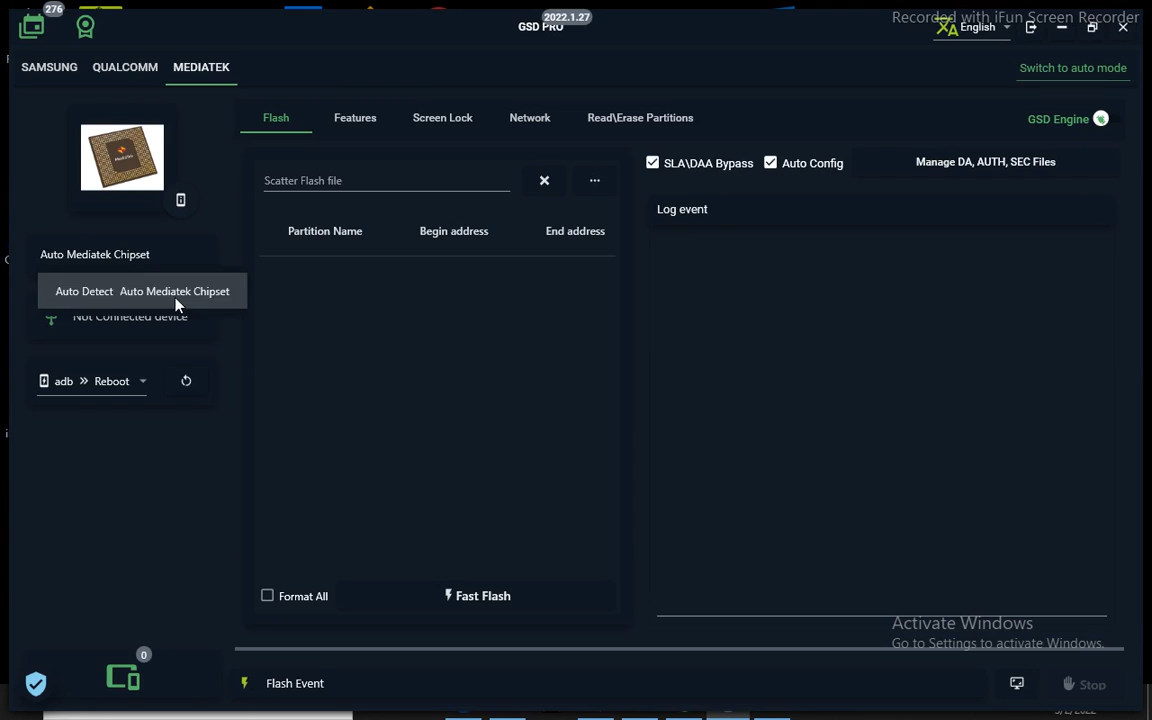 276
2022.1.27
GSD PRO
Recorded with iFun Screen Recorder
English
SAMSUNG QUALCOMM MEDIATEK
Switch to auto mode
Flash Features Screen Lock Network Read\Erase Partitions
GSD Engine
SLA\DAA Bypass Auto Config Manage DA, AUTH, SEC Files
Scatter Flash file
Log event
Partition Name Begin address End address
Auto Mediatek Chipset
Auto Detect Auto Mediatek Chipset
Not Connected device
adb » Reboot
Format All
Fast Flash
Activate Windows
Go to Settings to activate Windows.
0
Flash Event
Stop